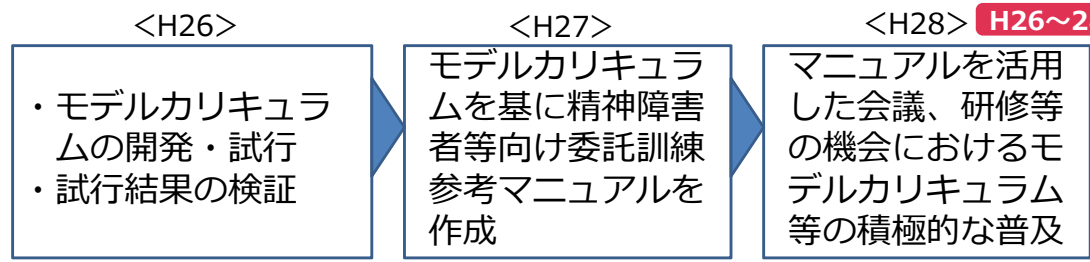 <H26>
・モデルカリキュラ
ムの開発・試行
・試行結果の検証
<H27>
モデルカリキュラ
ムを基に精神障害
者等向け委託訓練
参考マニュアルを
作成
<H28>
H26～2
マニュアルを活用
した会議、研修等
の機会におけるモ
デルカリキュラム
等の積極的な普及